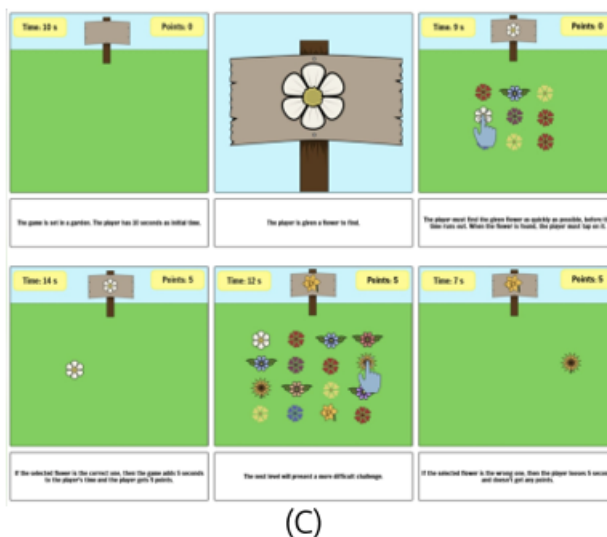 Time: 10 s
Points: 0
Time: 9 s
Points: 0
The game is set in a garden. The player has 10 seconds as initial time.
The player is given a flower to find.
The player must find the given flower as quickly as possible, before
time runs out. When the flower is found, the player must tap on it.
Time: 14 s
Points: 5
Time: 12 s
Points: 5
Time: 7 s
Points: 5
If the selected flower is the correct one, then the game adds 5 seconds
to the player's time and the player gets 5 points.
The next level will present a more difficult challenge.
If the selected flower is the wrong one, then the player looses 5
and doesn't get any points.
(C)